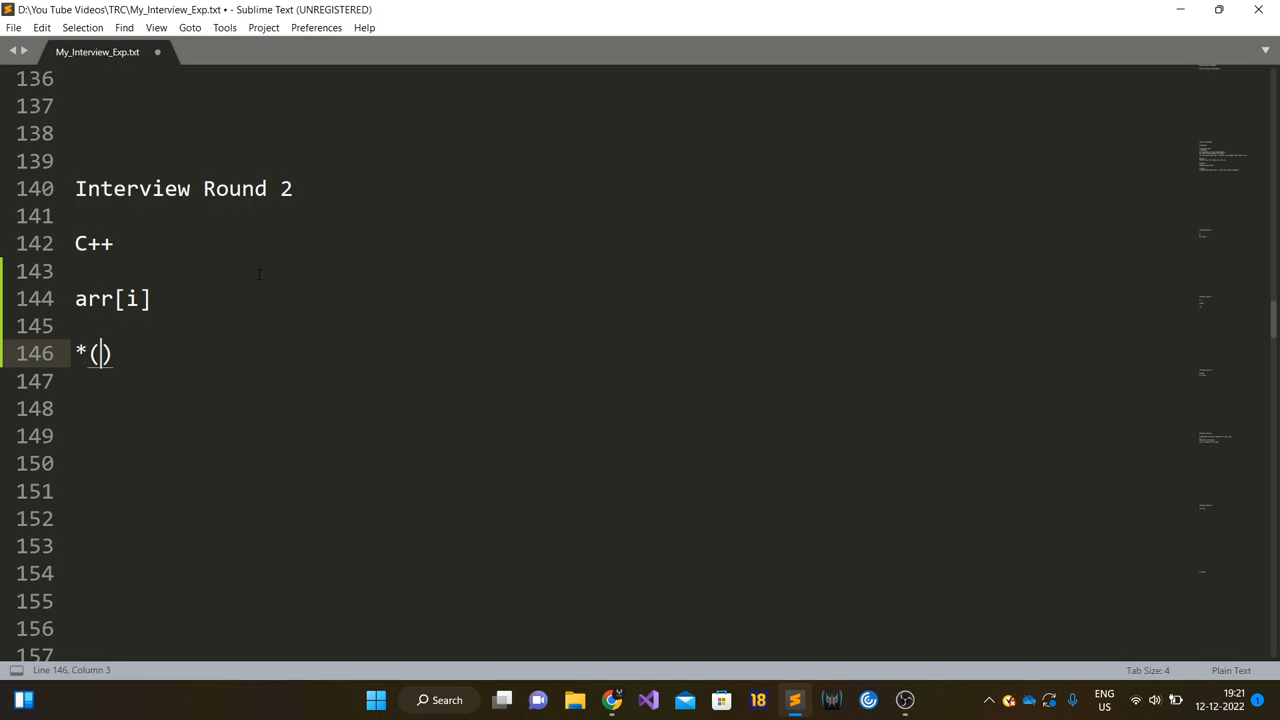 D:\You Tube Videos\TRC\My_Interview_Exp.txt • - Sublime Text (UNREGISTERED)
File Edit Selection Find View Goto Tools Project Preferences Help
My_Interview_Exp.txt
136
137
138
139
140 Interview Round 2
141
142 C++
143
144 arr[i]
145
146 *()
147
148
149
150
151
152
153
154
155
156
157
Line 146, Column 3 Tab Size: 4 Plain Text
Search 18 ENG US 19:21 12-12-2022 1